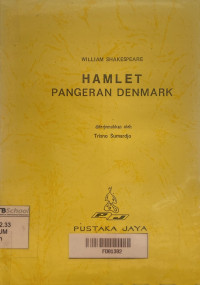 WILLIAM SHAKESPEARE
HAMLET
PANGERAN DENMARK
diterjemahkan oleh
Trisno Sumardjo
PUSTAKA JAYA